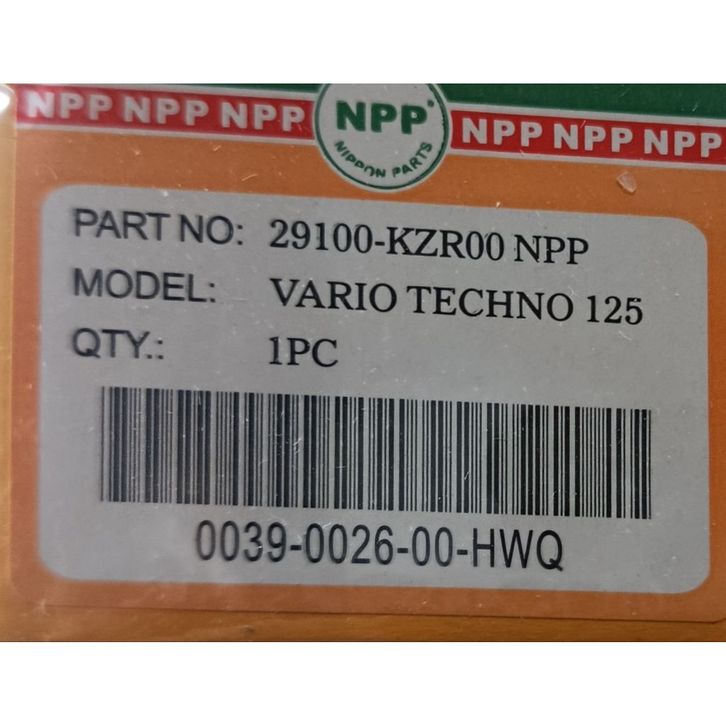 NPP NPP NPP
NPP®
NIPPON PARTS
NPP NPP NPP
PART NO: 29100-KZR00 NPP
MODEL: VARIO TECHNO 125
QTY.: 1PC
0039-0026-00-HWQ